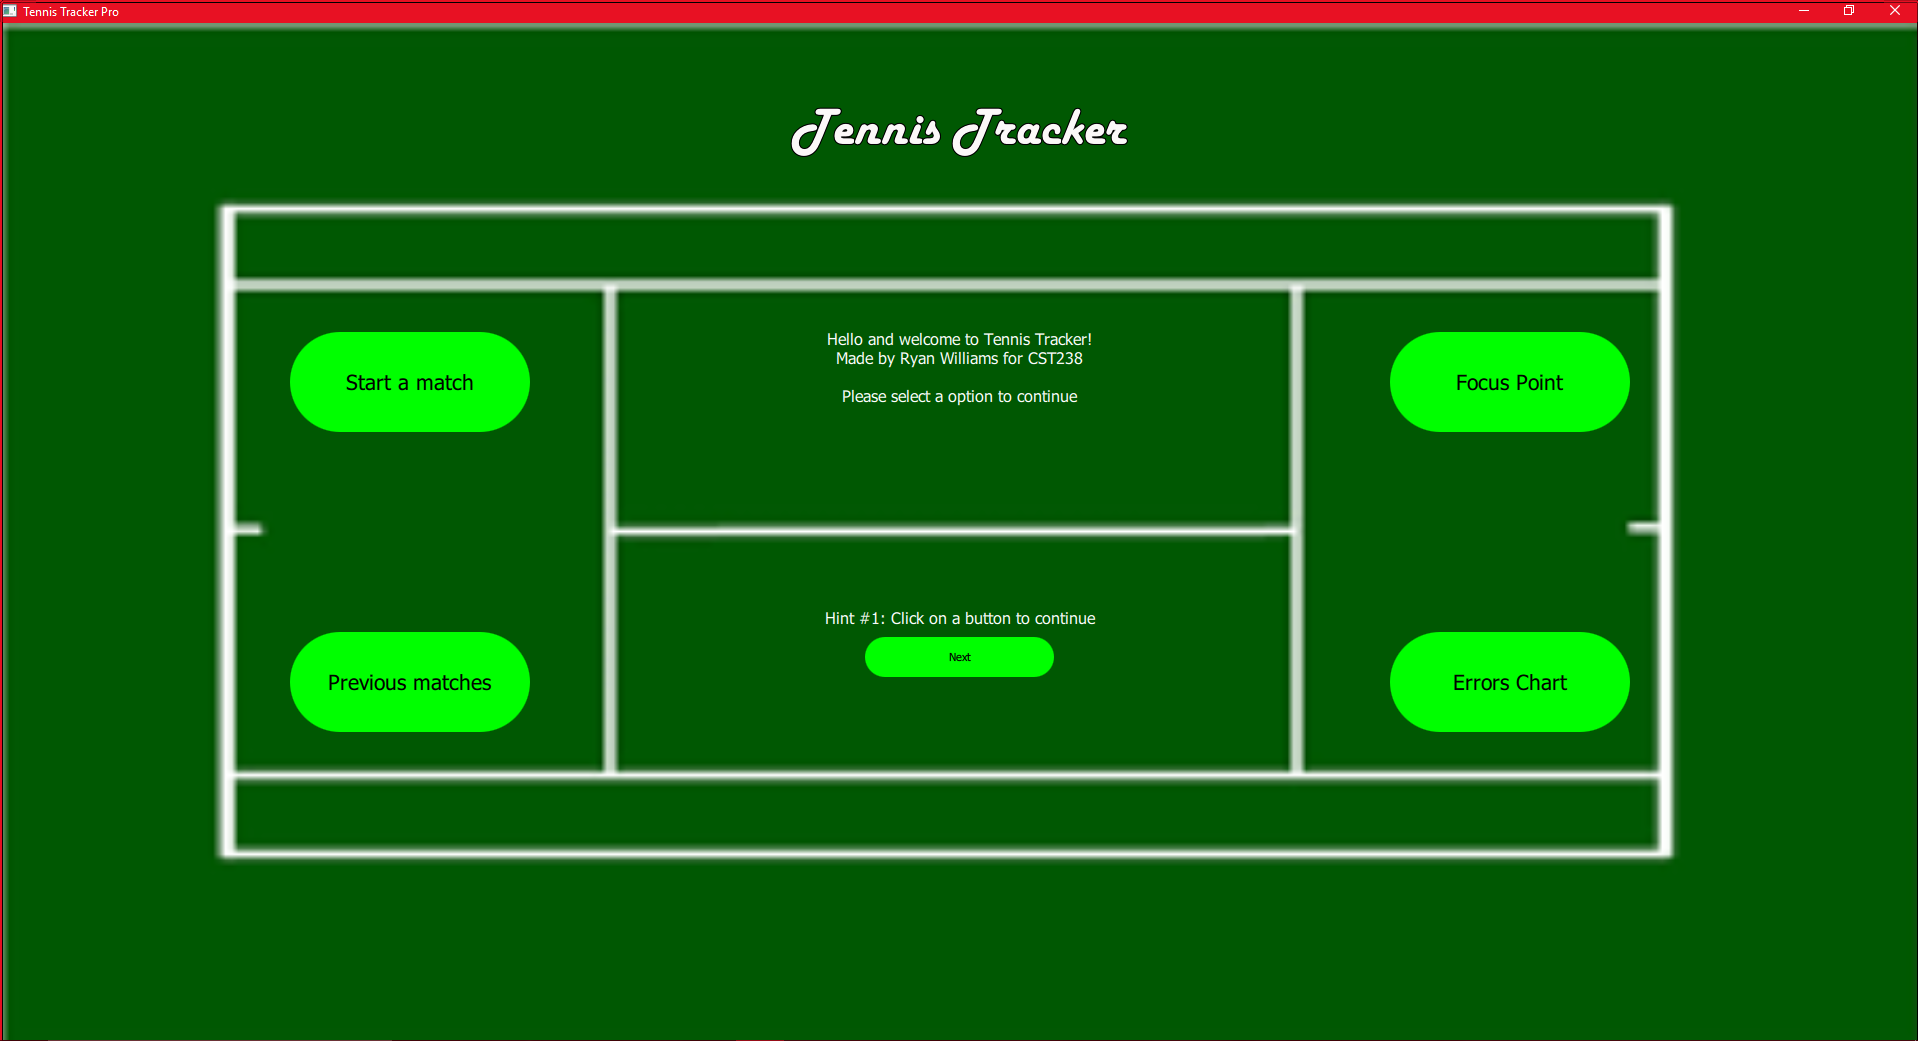 Tennis Tracker Pro
Tennis Tracker
Hello and welcome to Tennis Tracker!
Made by Ryan Williams for CST238
Please select a option to continue
Start a match
Focus Point
Hint #1: Click on a button to continue
Next
Previous matches
Errors Chart